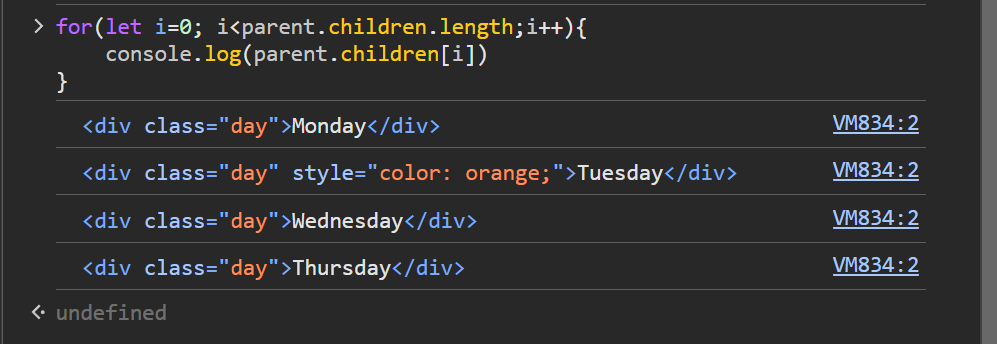 for(let i=0; i<parent.children.length;i++){
    console.log(parent.children[i])
}
<div class="day">Monday</div> VM834:2
<div class="day" style="color: orange;">Tuesday</div> VM834:2
<div class="day">Wednesday</div> VM834:2
<div class="day">Thursday</div> VM834:2
undefined